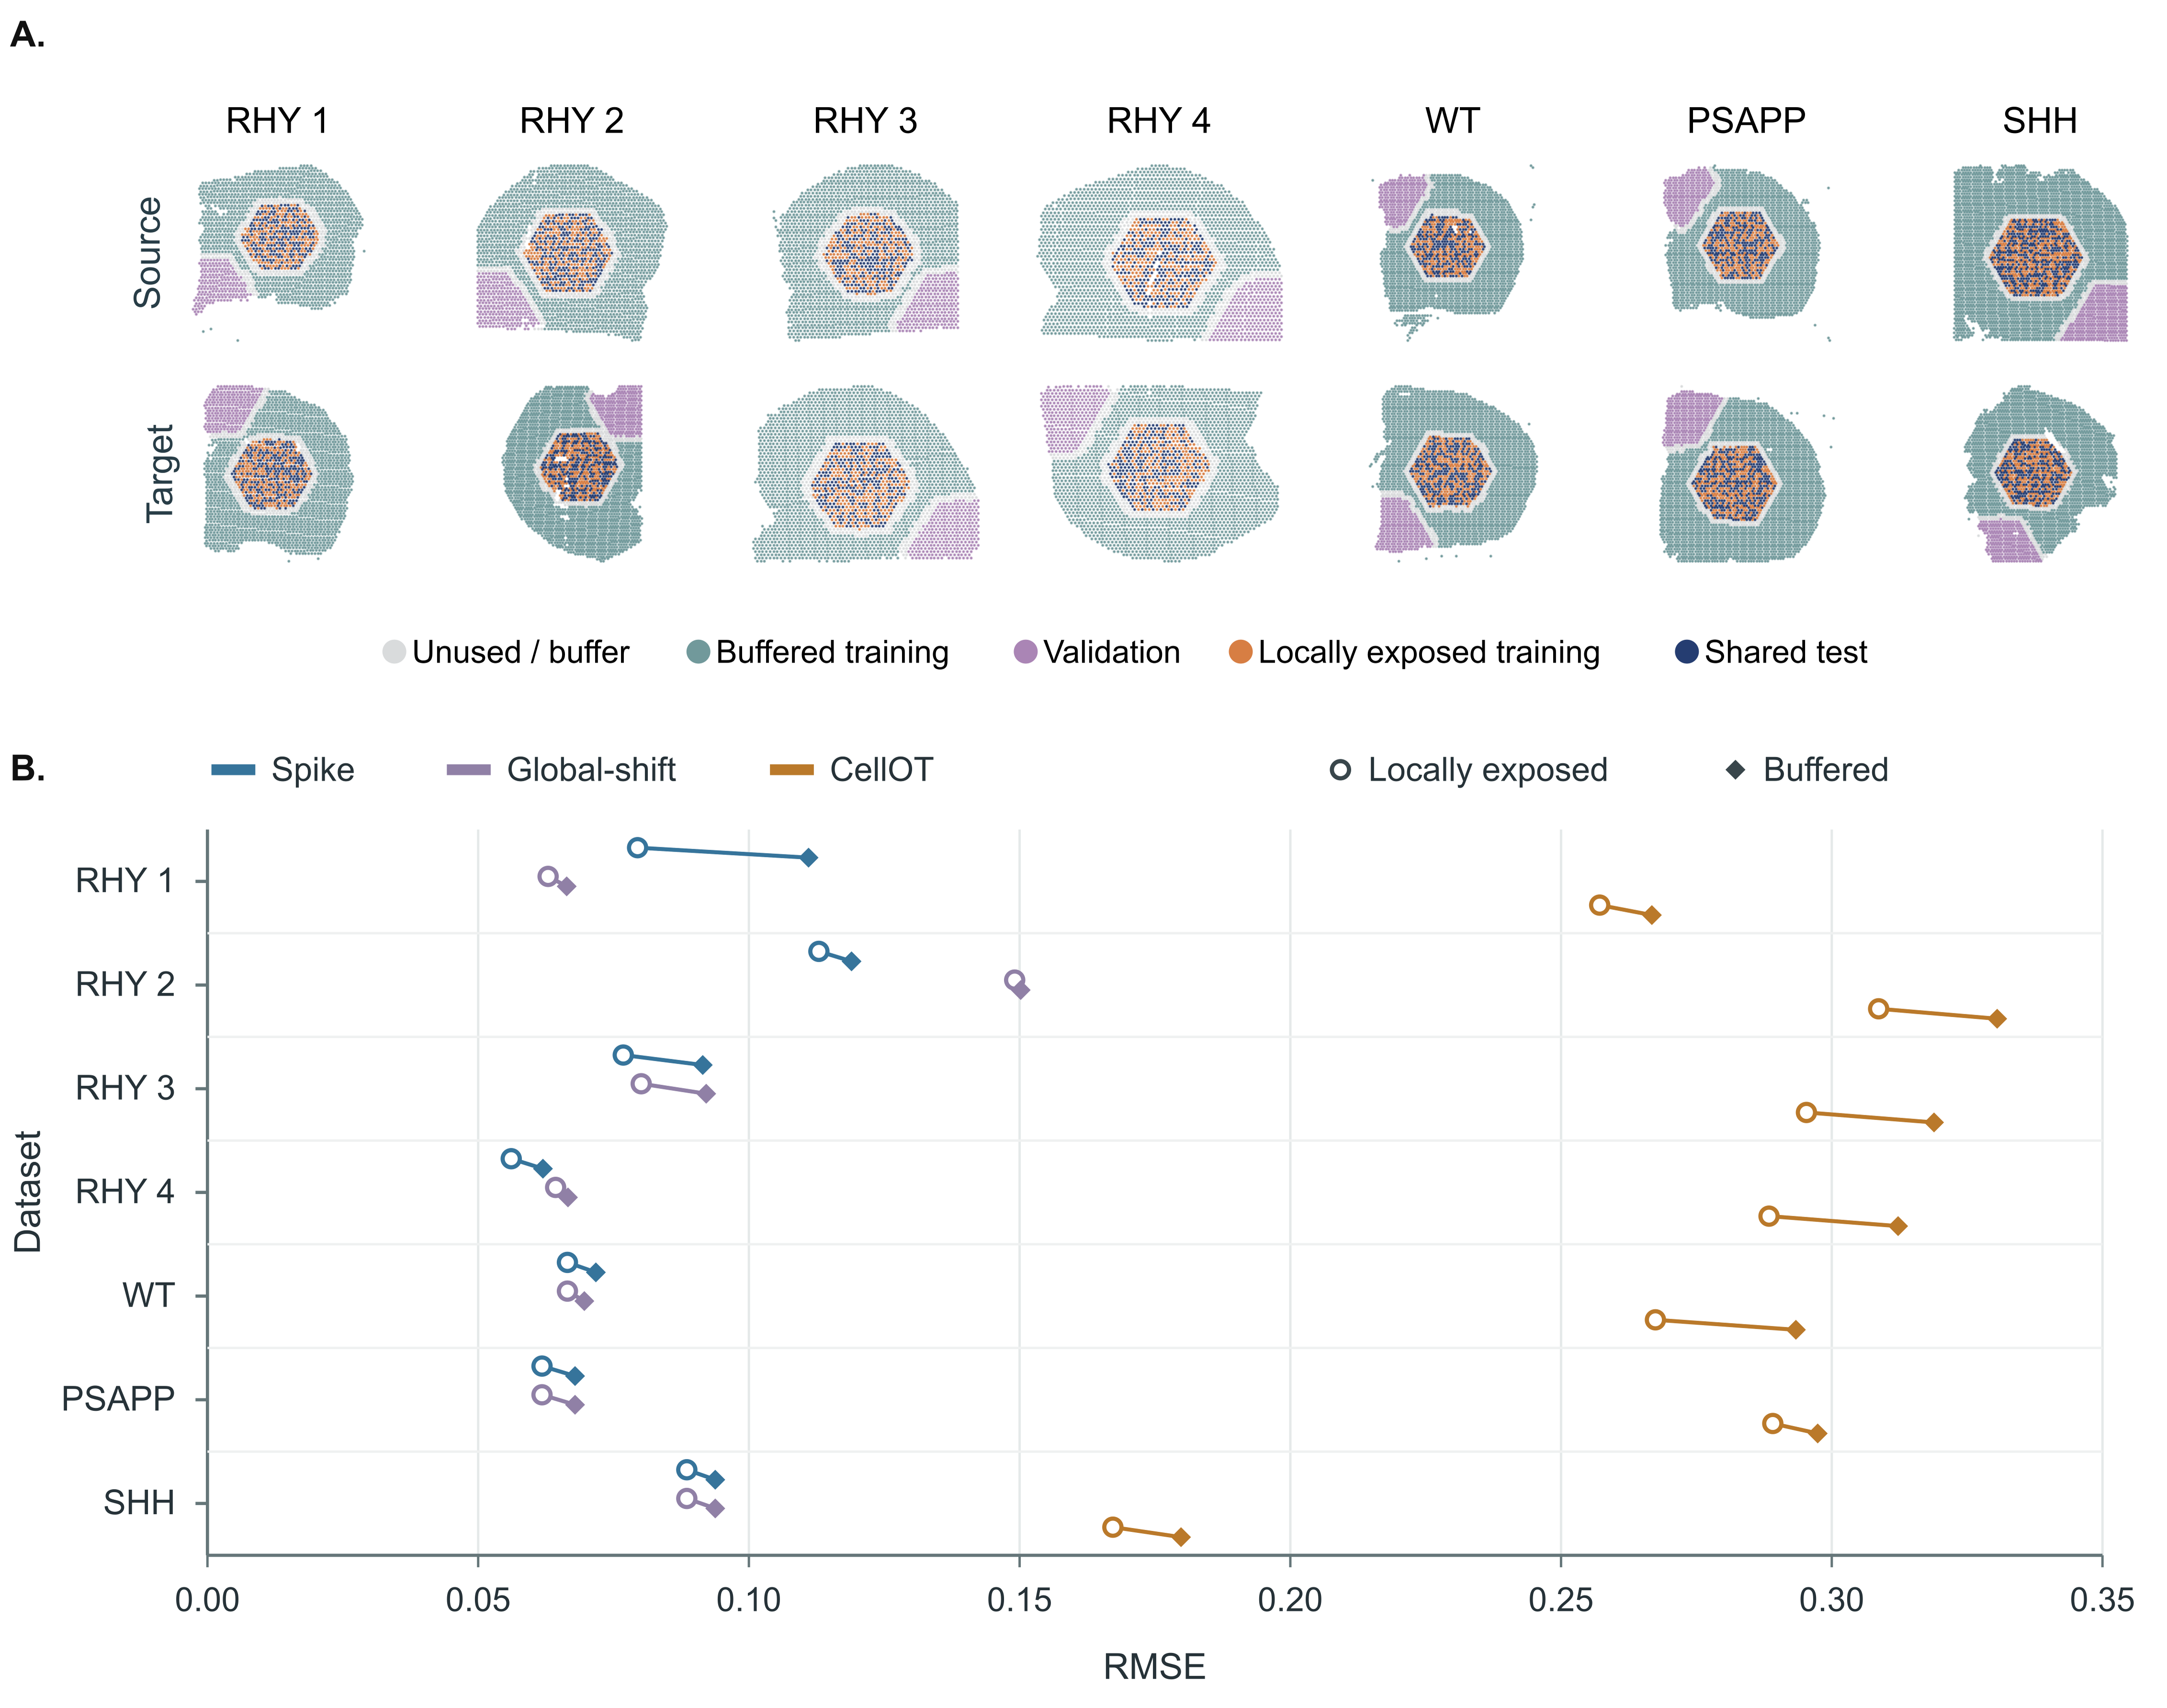 A.
RHY 1 RHY 2 RHY 3 RHY 4 WT PSAPP SHH
Source
Target
Unused / buffer Buffered training Validation Locally exposed training Shared test
B.
Spike Global-shift CellOT Locally exposed Buffered
Dataset
RHY 1
RHY 2
RHY 3
RHY 4
WT
PSAPP
SHH
0.00 0.05 0.10 0.15 0.20 0.25 0.30 0.35
RMSE